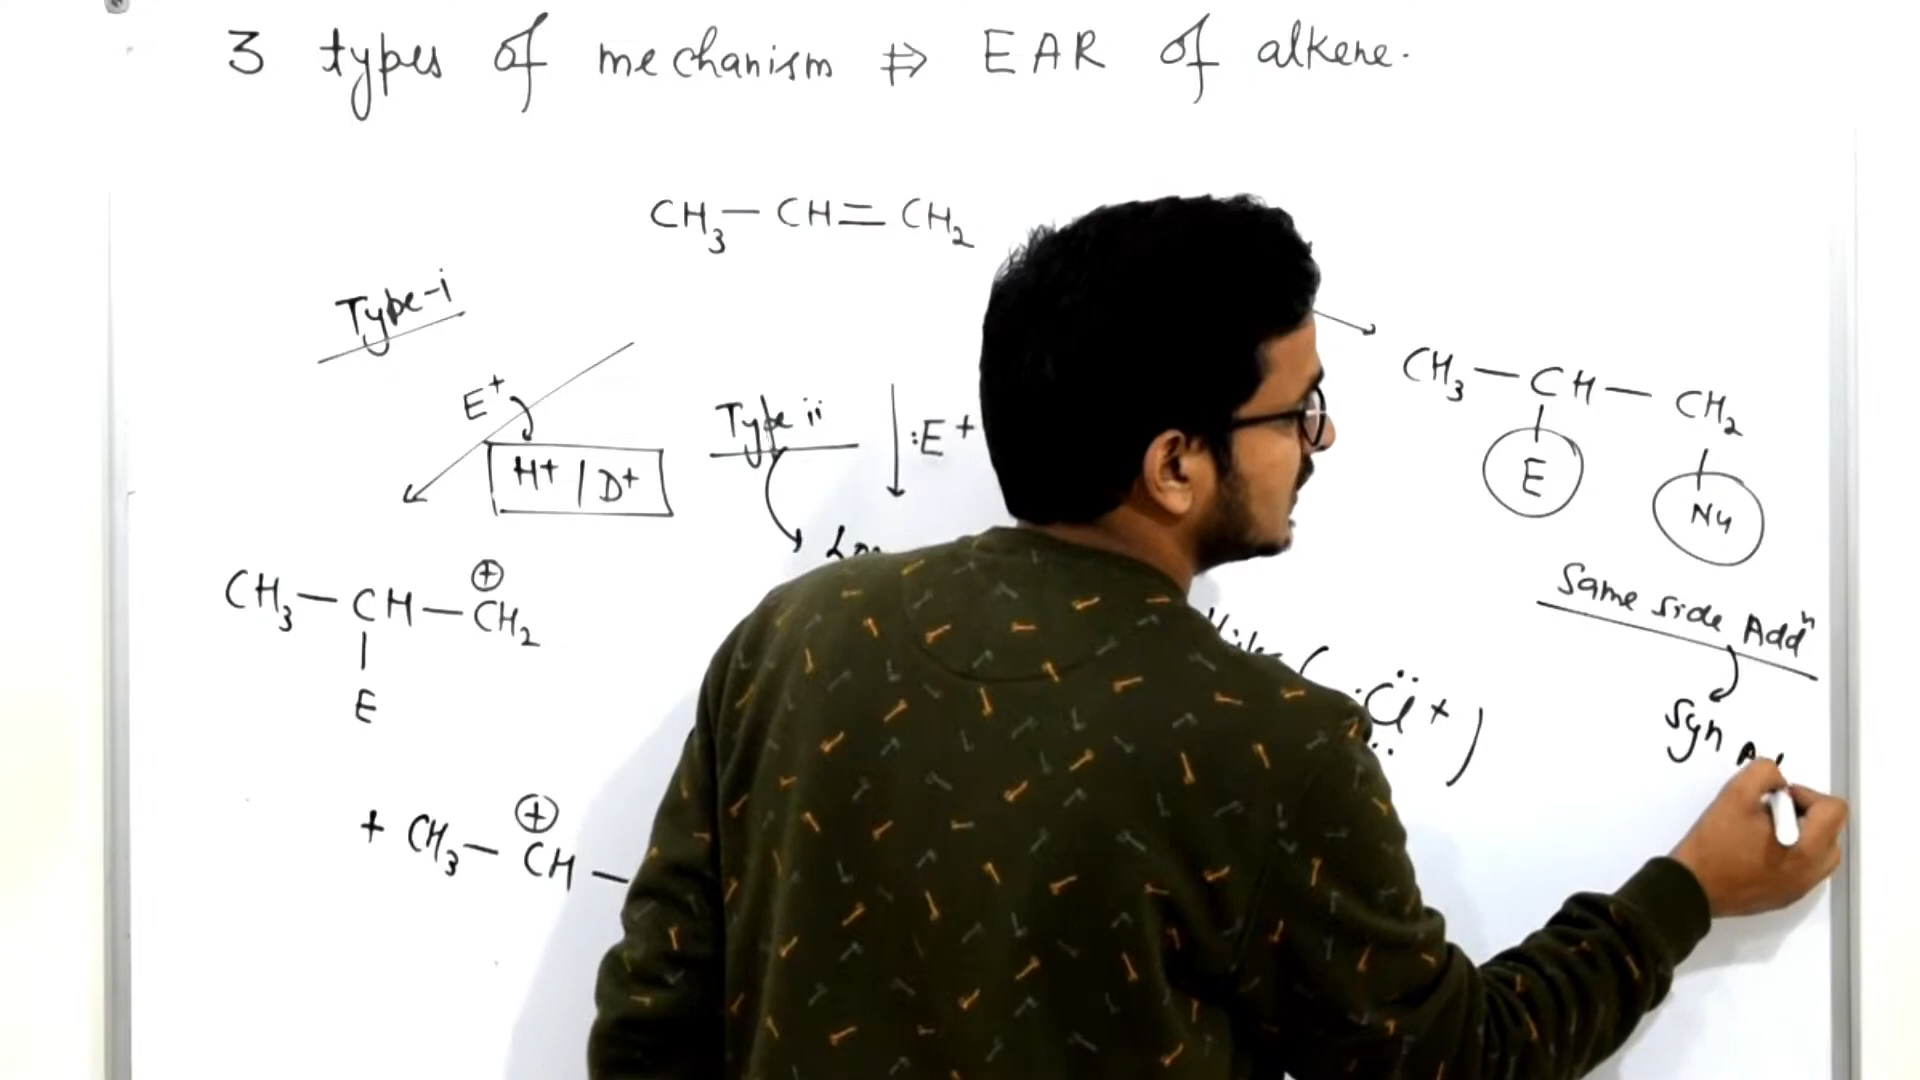 3 types of mechanism ⇒ EAR of alkene.
CH3 — CH = CH2
Type-i
E+
H+ / D+
Type ii
:E+
CH3 — CH — CH2
E
Nu
CH3 — CH — CH2
⊕
E
Same side Addn
Syn
Cl +)
+ CH3 — CH —
⊕